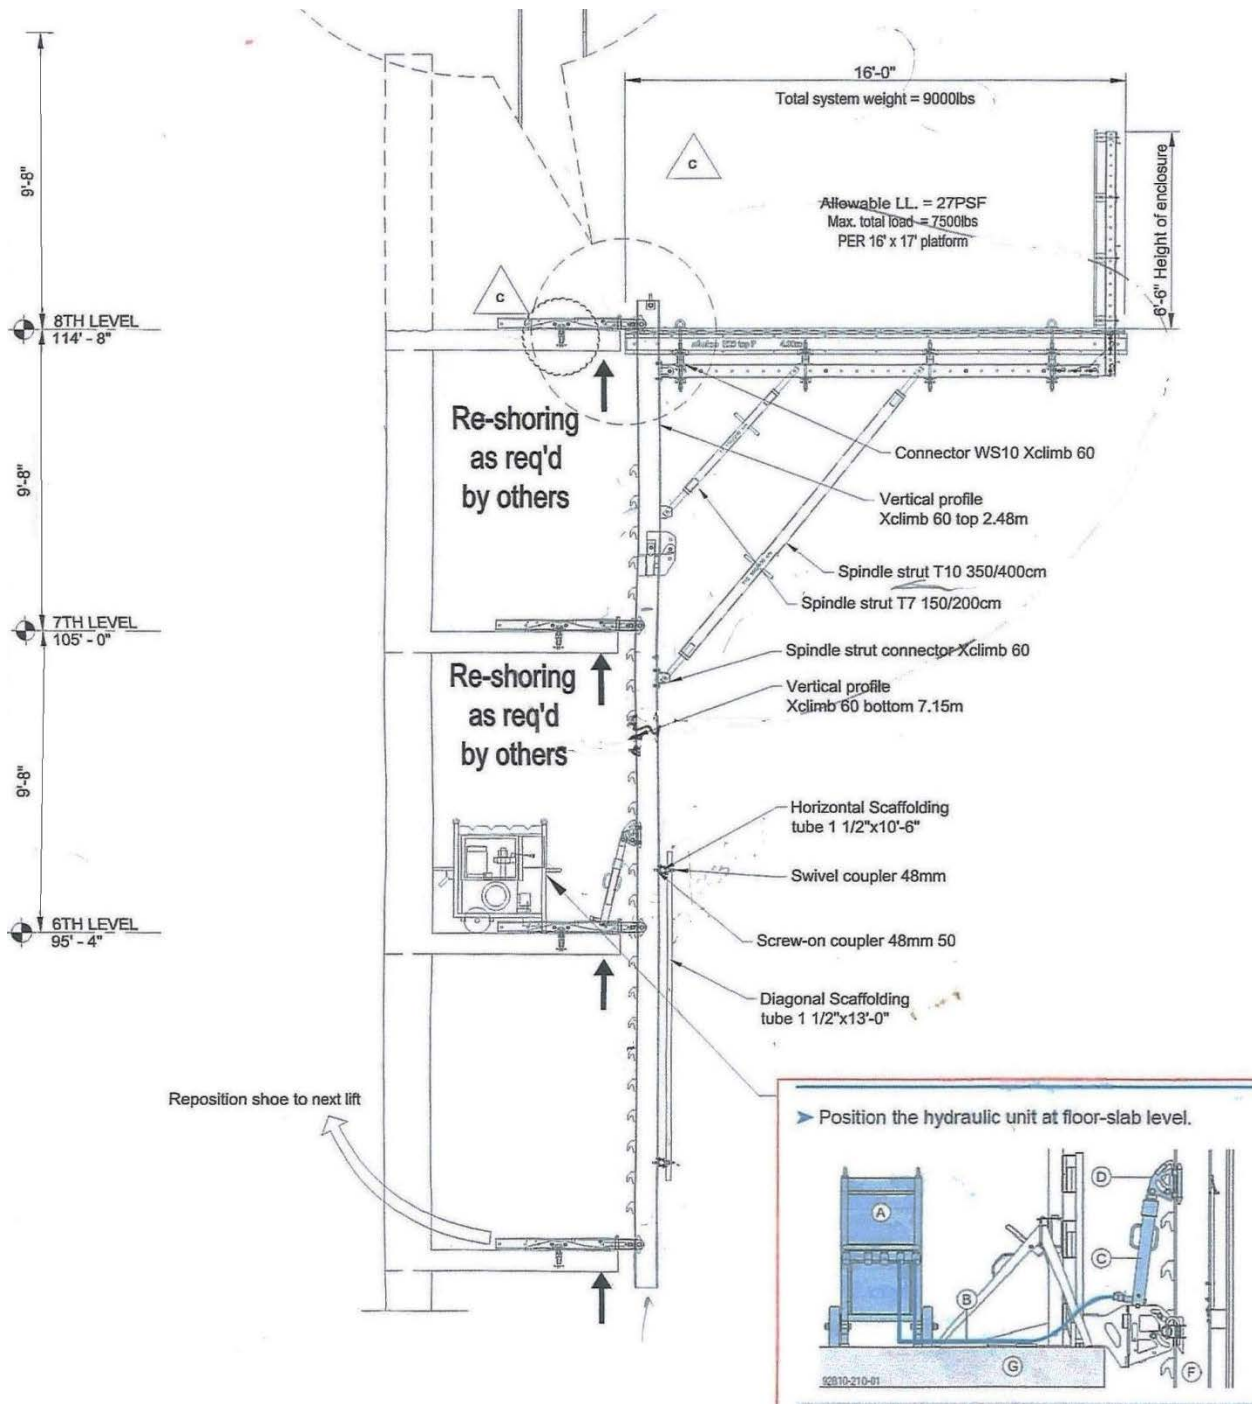 16'-0"
Total system weight = 9000lbs
C
9'-8"
Allowable LL. = 27PSF
Max. total load = 7500lbs
PER 16' x 17' platform
6'-6" Height of enclosure
C
8TH LEVEL
114' - 8"
Re-shoring
as req'd
by others
Connector WS10 Xclimb 60
9'-8"
Vertical profile
Xclimb 60 top 2.48m
Spindle strut T10 350/400cm
Spindle strut T7 150/200cm
7TH LEVEL
105' - 0"
Spindle strut connector Xclimb 60
Re-shoring
as req'd
by others
Vertical profile
Xclimb 60 bottom 7.15m
9'-8"
Horizontal Scaffolding
tube 1 1/2"x10'-6"
Swivel coupler 48mm
6TH LEVEL
95' - 4"
Screw-on coupler 48mm 50
Diagonal Scaffolding
tube 1 1/2"x13'-0"
Reposition shoe to next lift
➤ Position the hydraulic unit at floor-slab level.
D
A
C
B
G
F
92810-210-01